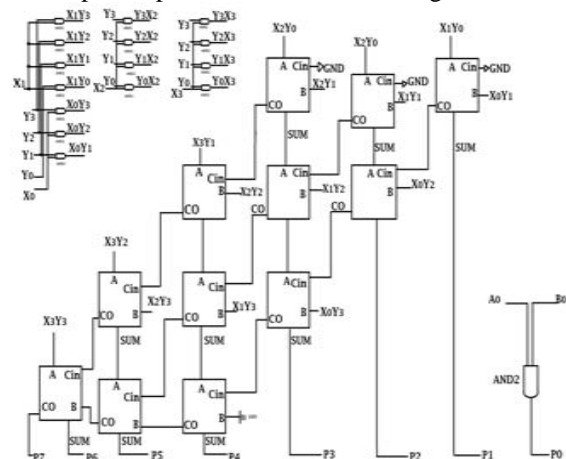 X1Y3 Y3 Y3X2 Y3 Y3X3
X1Y2 Y2 Y2X2 Y2 Y2X3
X1Y1 Y1 Y1X2 Y1 Y1X3
X1 X1Y0 X2 Y0 Y0X2 X3 Y0 Y0X3
Y3 X0Y3
Y2 X0Y2
Y1 X0Y1
Y0
X0
X2Y0 X2Y0 X1Y0
A Cin GND A Cin GND A Cin GND
B X2Y1 B X1Y1 B X0Y1
CO CO CO
SUM SUM SUM
X3Y1
A Cin A Cin A Cin
B X2Y2 B X1Y2 B X0Y2
CO CO
X3Y2
A Cin A Cin A Cin
B X2Y3 B X1Y3 B X0Y3
CO CO CO
SUM SUM SUM
X3Y3
A Cin A Cin A Cin
CO B B B
CO CO
SUM SUM SUM
A0 B0
AND2
P7 P6 P5 P4 P3 P2 P1 P0